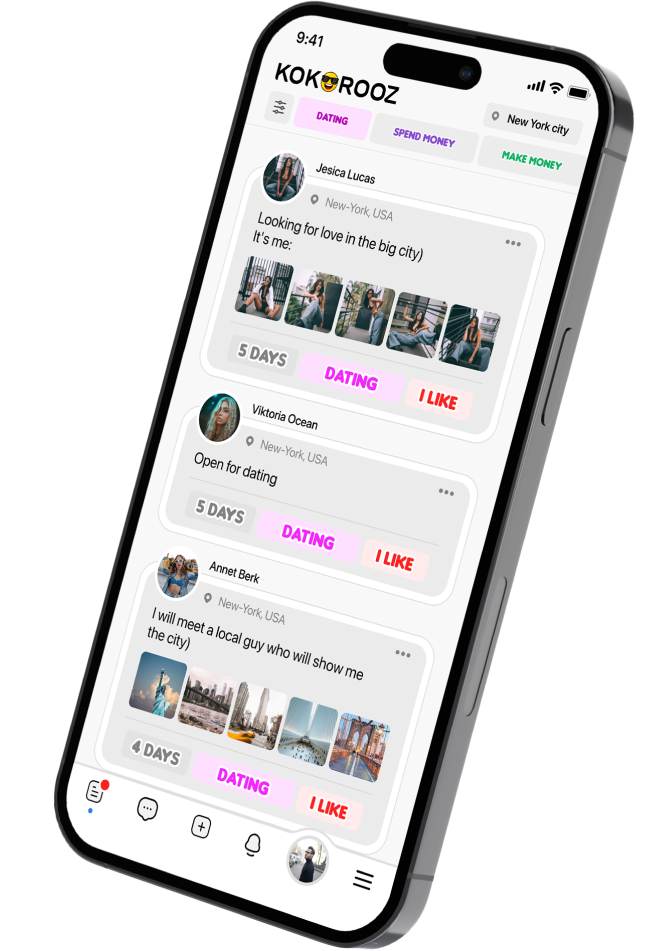 9:41
KOK😎ROOZ
New York city
DATING
SPEND MONEY
MAKE MONEY
Jesica Lucas
New-York, USA
Looking for love in the big city)
It's me:
5 DAYS
DATING
I LIKE
Viktoria Ocean
New-York, USA
Open for dating
5 DAYS
DATING
I LIKE
Annet Berk
New-York, USA
I will meet a local guy who will show me
the city)
4 DAYS
DATING
I LIKE